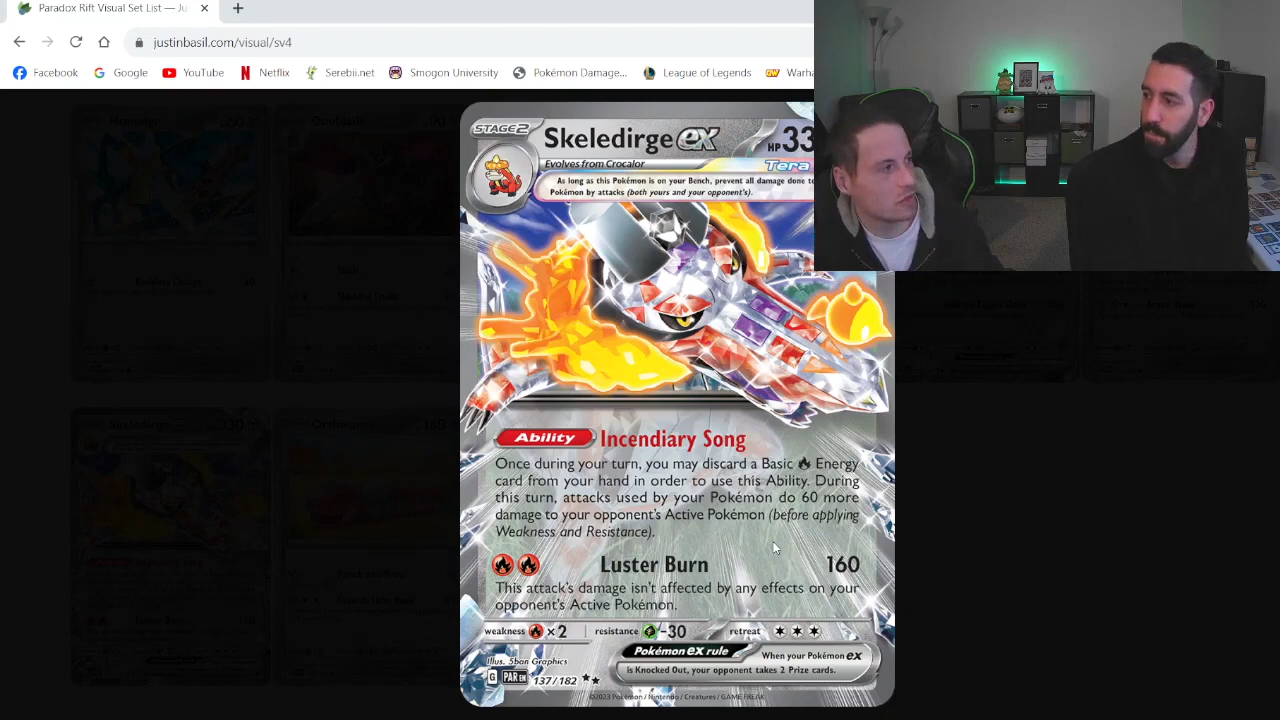 Paradox Rift Visual Set List — Ju
justinbasil.com/visual/sv4
Facebook Google YouTube Netflix Serebii.net Smogon University Pokémon Damage... League of Legends Warha
STAGE 2 Skeledirge ex HP 33
Evolves from Crocalor Tera
As long as this Pokémon is on your Bench, prevent all damage done to
Pokémon by attacks (both yours and your opponent's).
Ability Incendiary Song
Once during your turn, you may discard a Basic Energy
card from your hand in order to use this Ability. During
this turn, attacks used by your Pokémon do 60 more
damage to your opponent's Active Pokémon (before applying
Weakness and Resistance).
Luster Burn 160
This attack's damage isn't affected by any effects on your
opponent's Active Pokémon.
weakness ×2 resistance -30 retreat
Pokémon ex rule When your Pokémon ex
is Knocked Out, your opponent takes 2 Prize cards.
Illus. 5ban Graphics
G PAR EN 137/182
©2023 Pokémon / Nintendo / Creatures / GAME FREAK